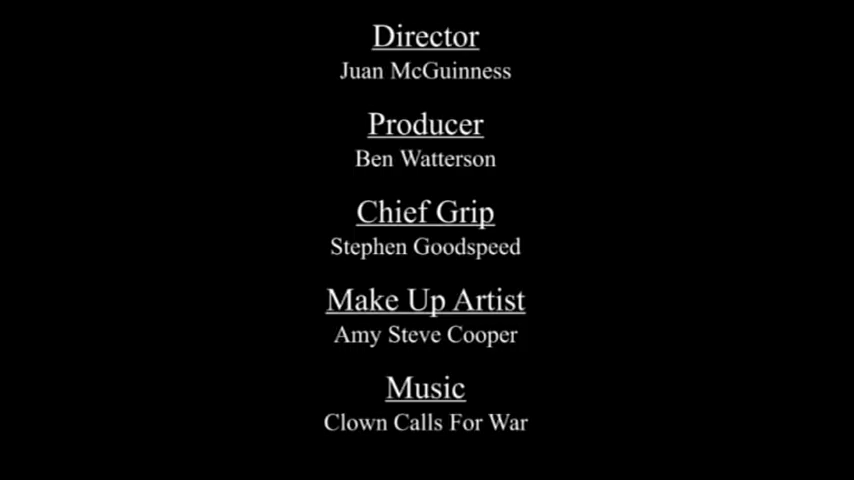 Director
Juan McGuinness
Producer
Ben Watterson
Chief Grip
Stephen Goodspeed
Make Up Artist
Amy Steve Cooper
Music
Clown Calls For War